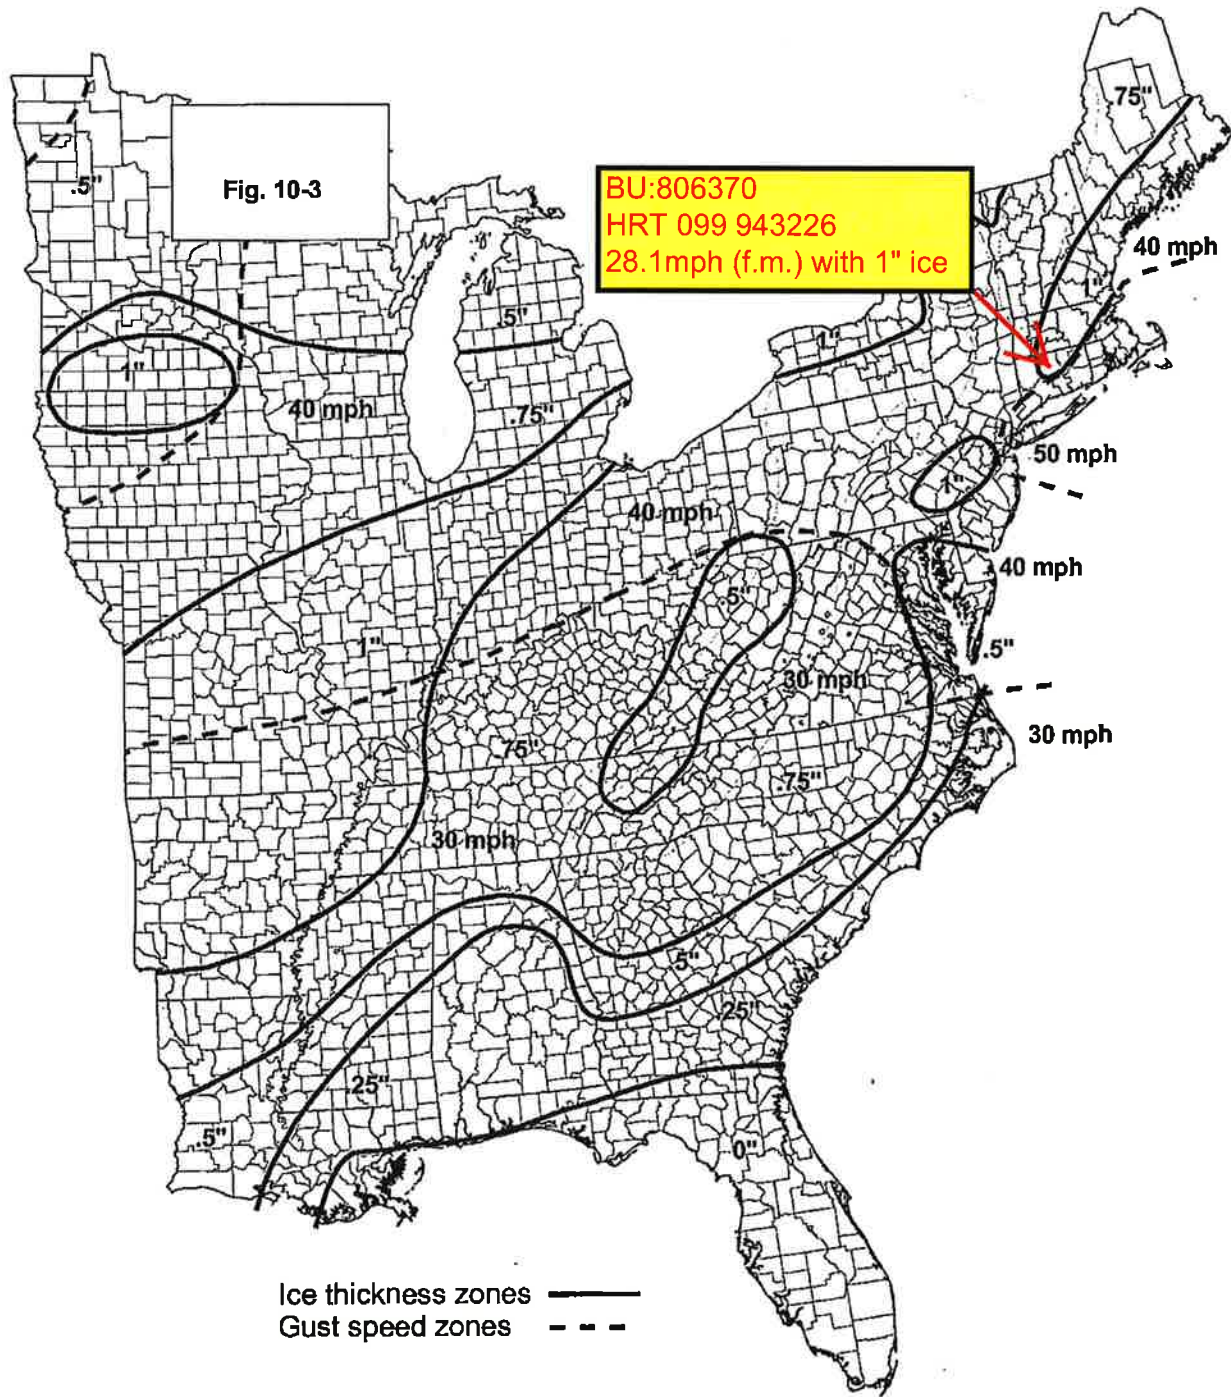 .75"
Fig. 10-3
.5"
BU:806370
HRT 099 943226
28.1mph (f.m.) with 1" ice
40 mph
1"
.5"
1"
1"
40 mph
.75"
50 mph
1"
40 mph
40 mph
.5"
1"
.5"
30 mph
30 mph
.75"
.75"
30 mph
.5"
.25"
.25"
.5"
0"
Ice thickness zones
Gust speed zones